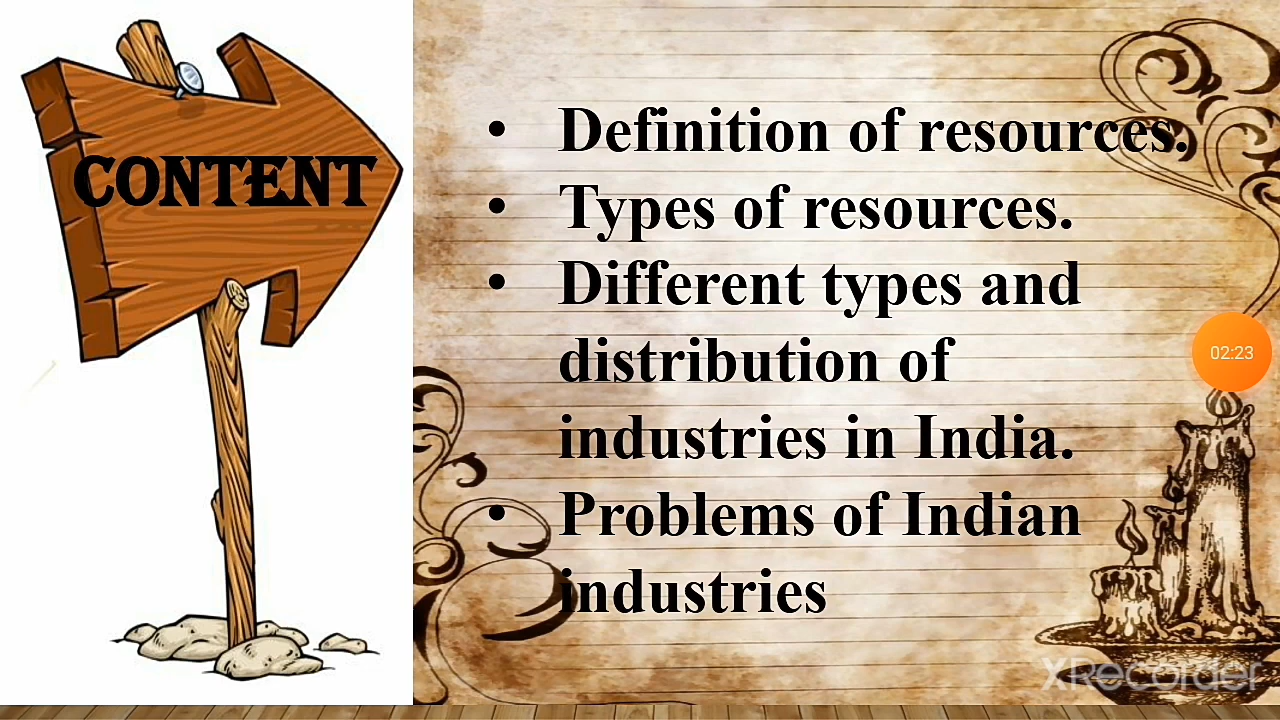 CONTENT
• Definition of resources.
• Types of resources.
• Different types and
distribution of
industries in India.
• Problems of Indian
industries
02:23
XRecorder